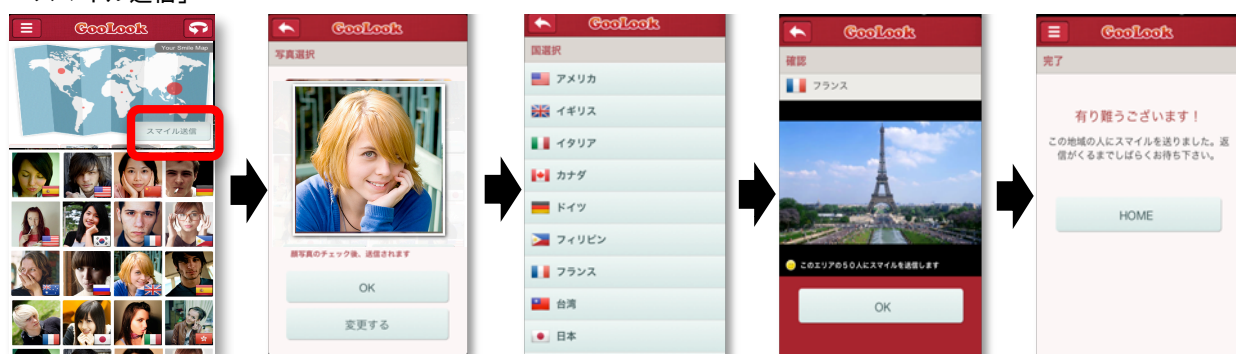 GooLook
Your Smile Map
スマイル送信
GooLook
写真選択
顔写真のチェック後、送信されます
OK
変更する
GooLook
国選択
アメリカ
イギリス
イタリア
カナダ
ドイツ
フィリピン
フランス
台湾
日本
GooLook
確認
フランス
このエリアの50人にスマイルを送信します
OK
GooLook
完了
有り難うございます！
この地域の人にスマイルを送りました。返
信がくるまでしばらくお待ち下さい。
HOME